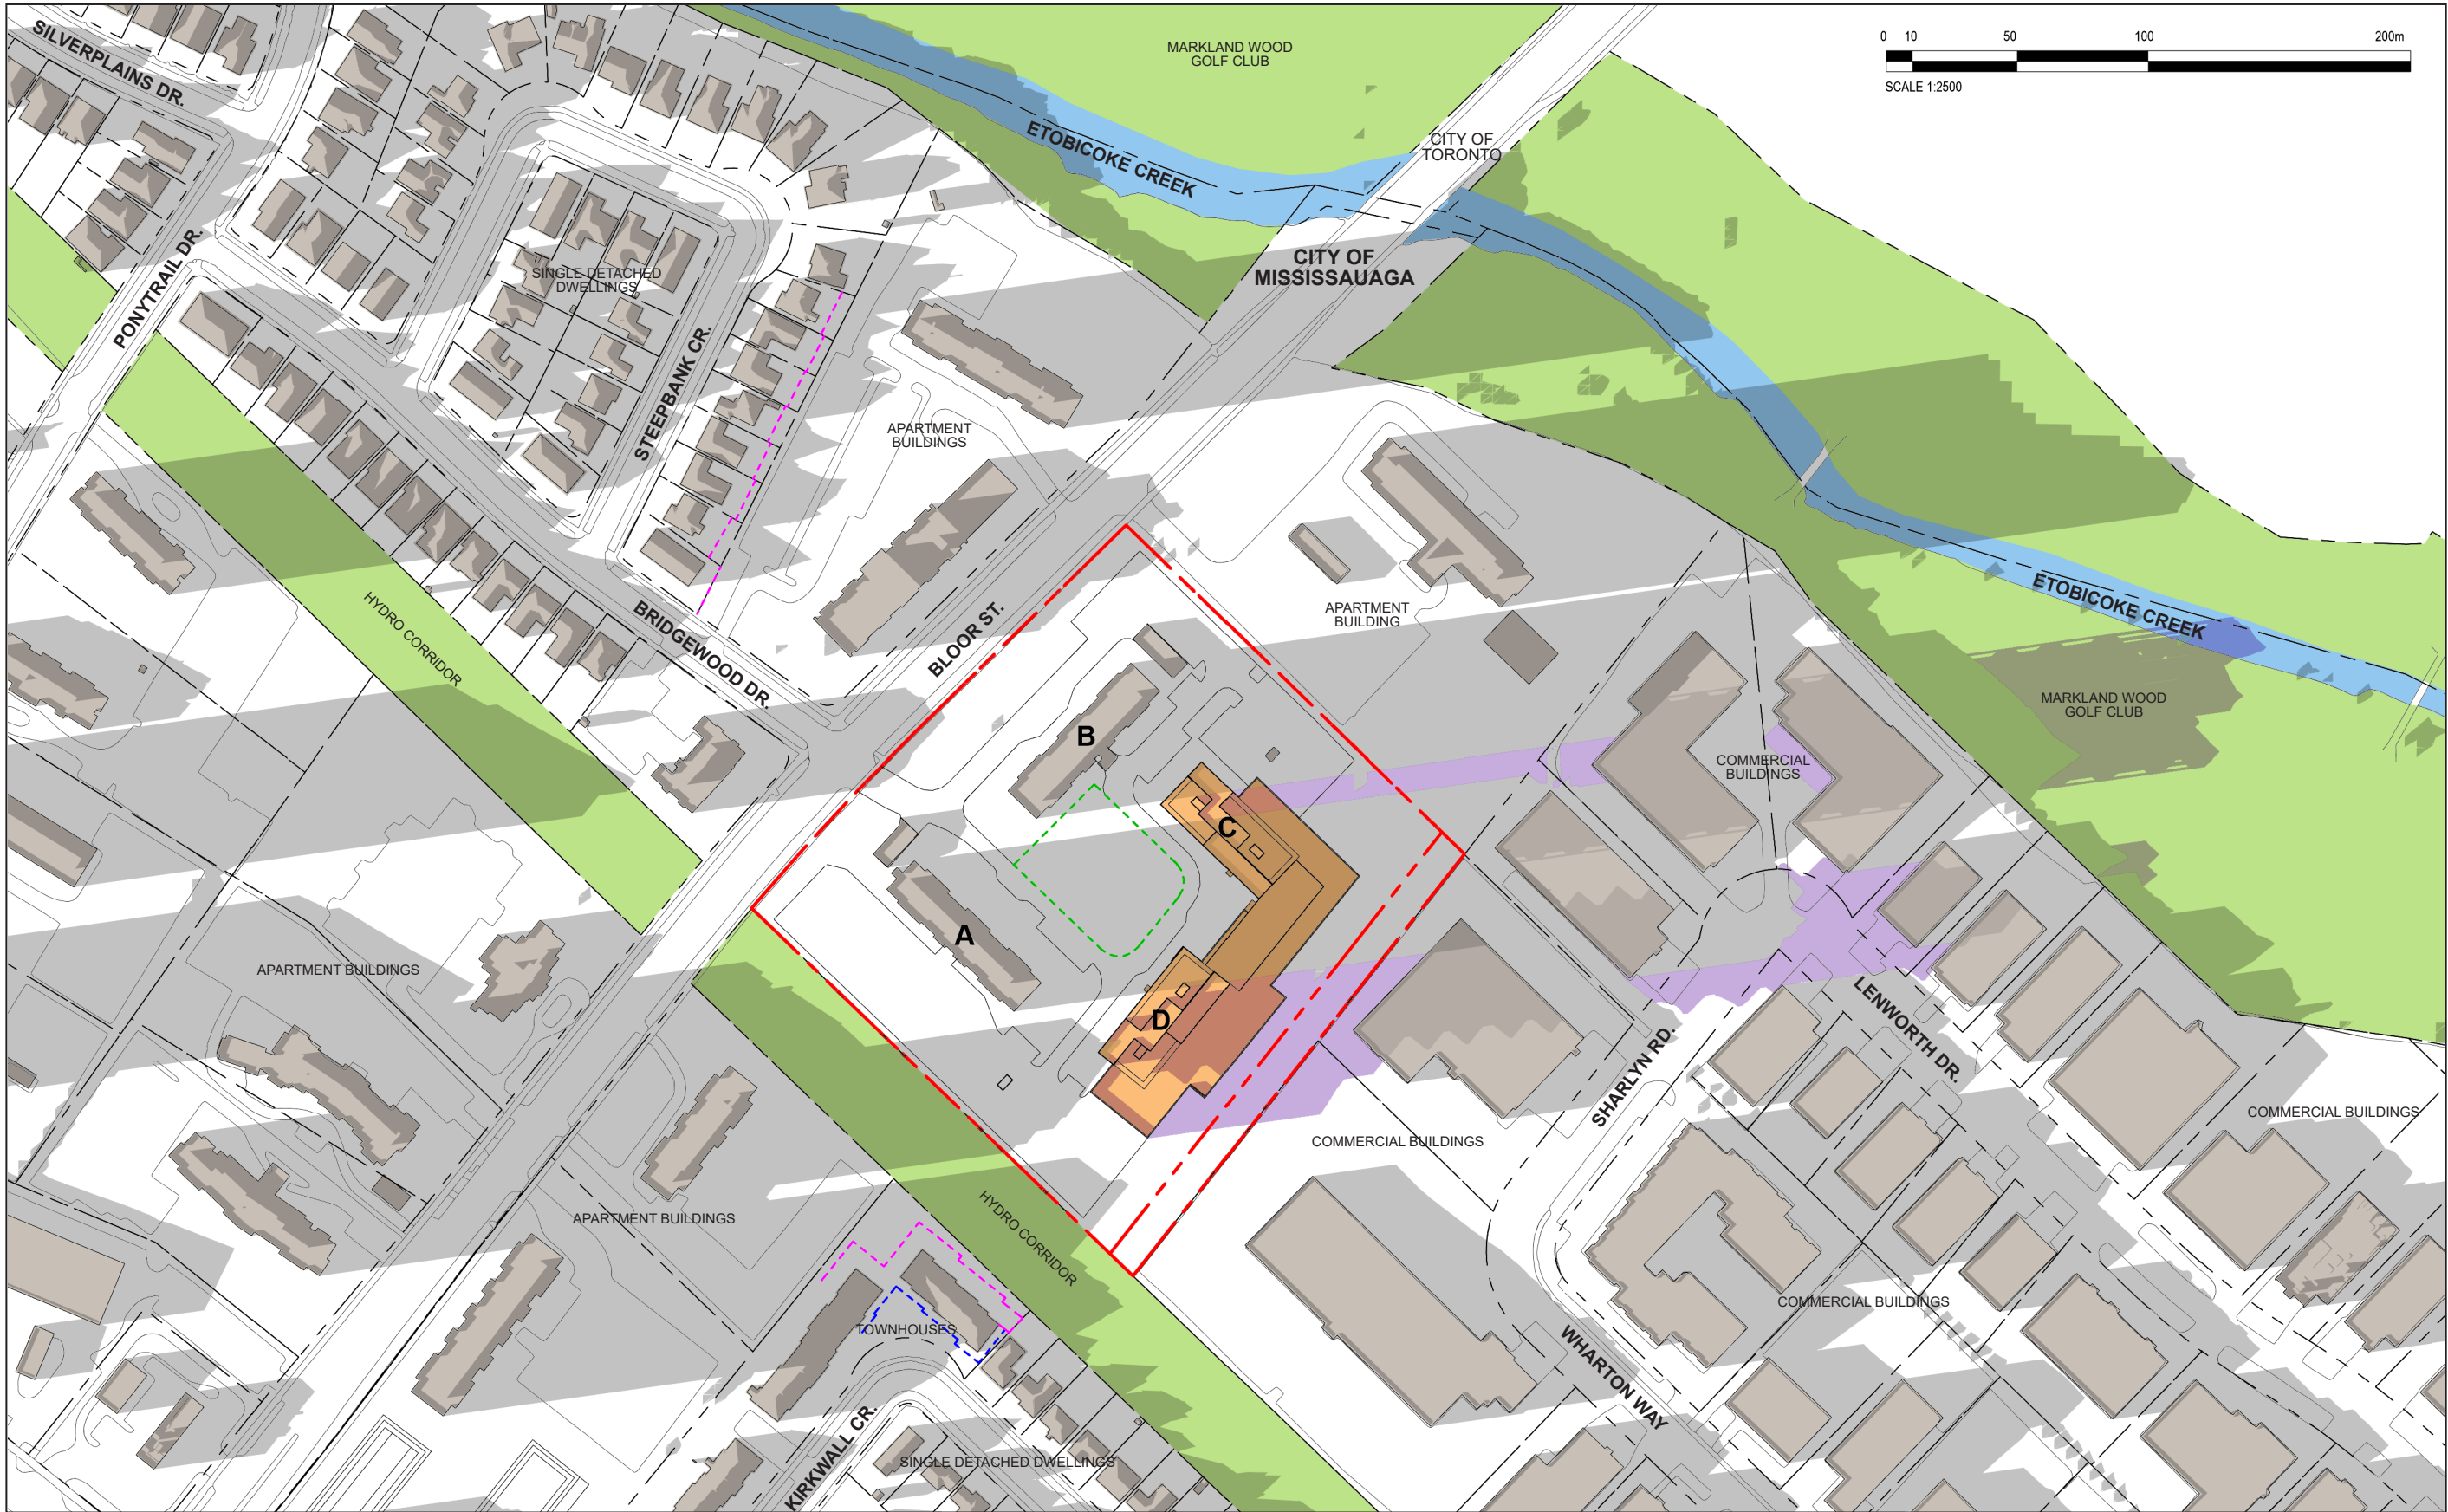 SILVERPLAINS DR.
MARKLAND WOOD
GOLF CLUB
0 10 50 100 200m
SCALE 1:2500
ETOBICOKE CREEK
CITY OF
TORONTO
PONYTRAIL DR.
SINGLE DETACHED
DWELLINGS
CITY OF
MISSISSAUAGA
STEEPBANK CR.
APARTMENT
BUILDINGS
HYDRO CORRIDOR
BRIDGEWOOD DR.
BLOOR ST.
APARTMENT
BUILDING
ETOBICOKE CREEK
MARKLAND WOOD
GOLF CLUB
B
COMMERCIAL
BUILDINGS
C
A
APARTMENT BUILDINGS
D
LENWORTH DR.
SHARLYN RD.
COMMERCIAL BUILDINGS
COMMERCIAL BUILDINGS
APARTMENT BUILDINGS
HYDRO CORRIDOR
COMMERCIAL BUILDINGS
TOWNHOUSES
WHARTON WAY
KIRKWALL CR.
SINGLE DETACHED DWELLINGS